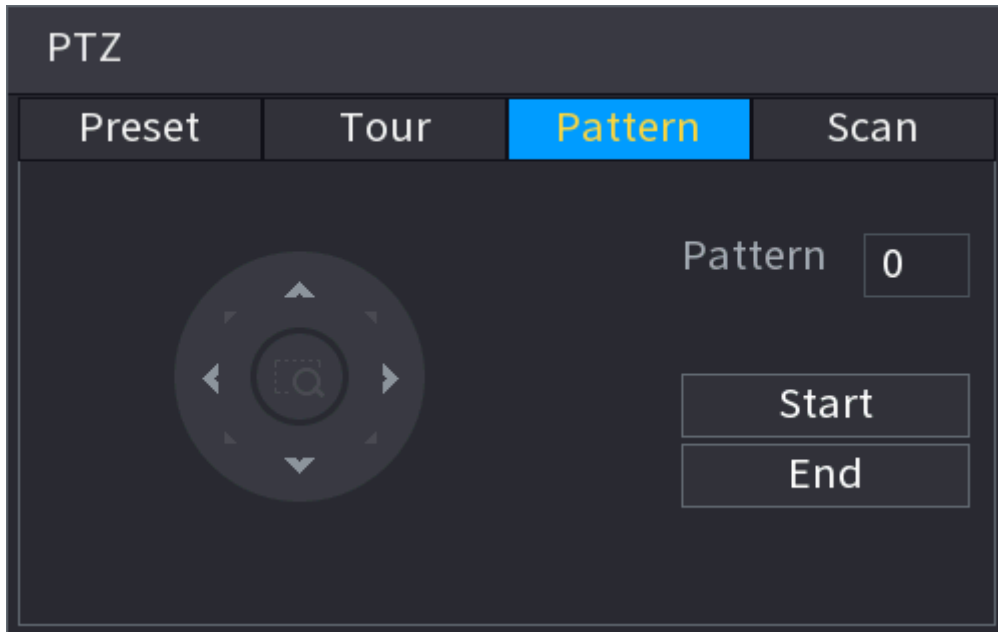 PTZ
Preset Tour Pattern Scan
Pattern 0
Start
End